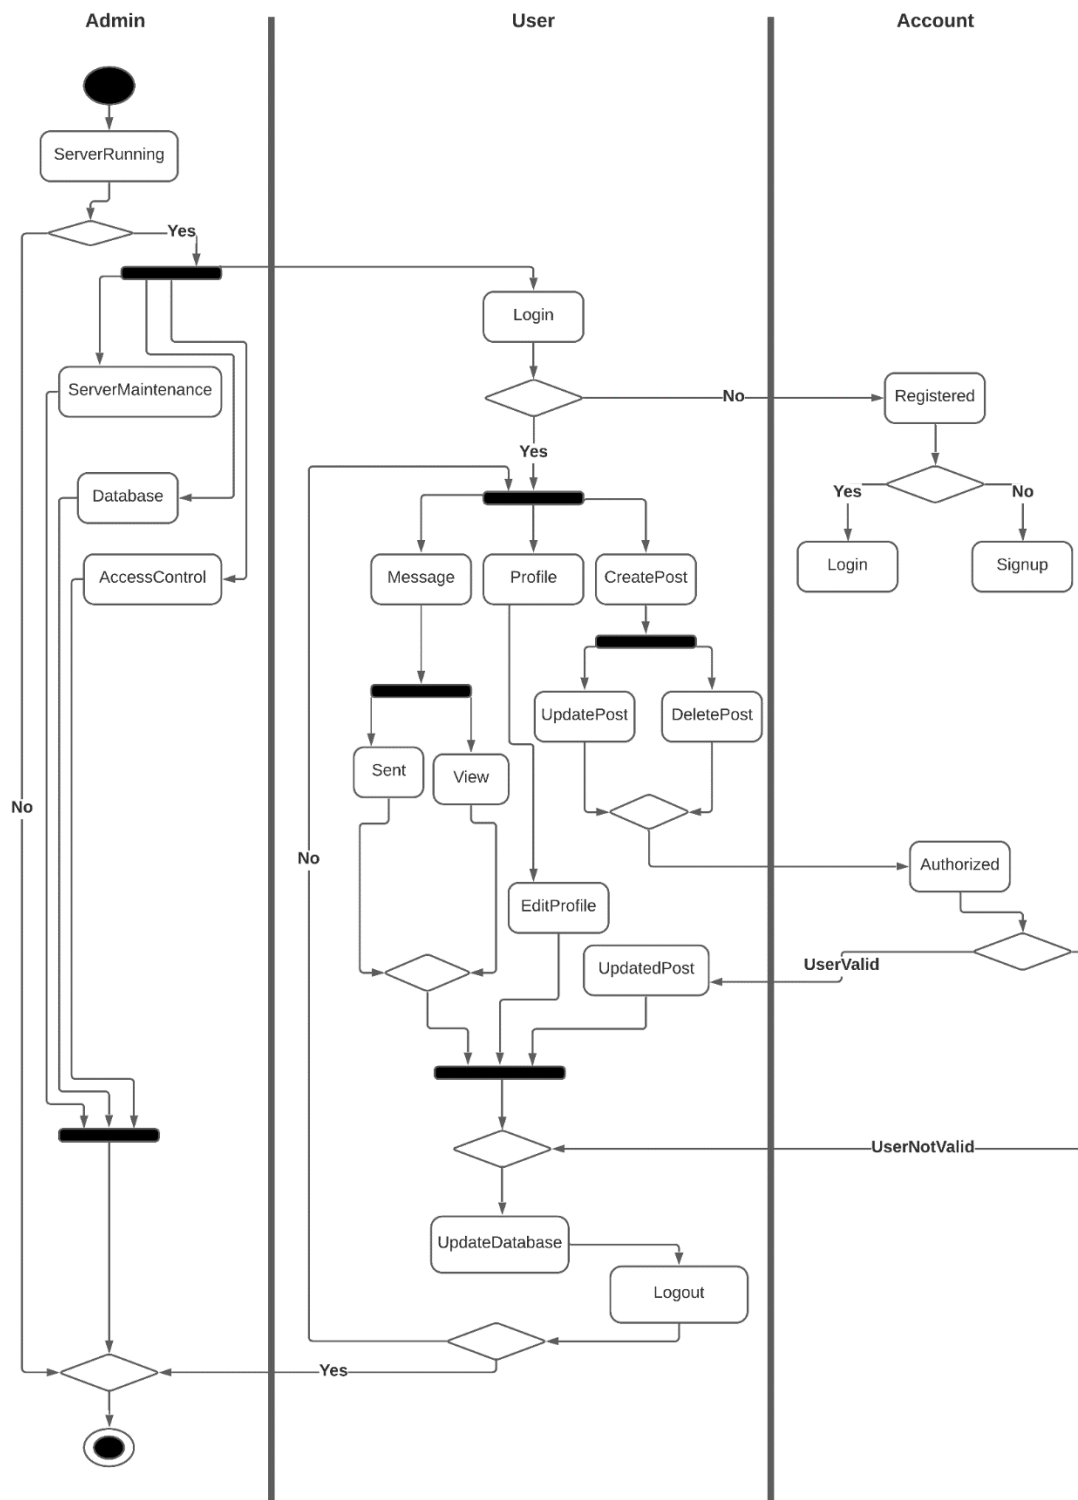 Admin
User
Account
ServerRunning
Yes
Login
ServerMaintenance
No
Registered
Yes
Database
Yes
No
AccessControl
Message
Profile
CreatePost
Login
Signup
UpdatePost
DeletePost
Sent
View
No
No
Authorized
EditProfile
UpdatedPost
UserValid
UserNotValid
UpdateDatabase
Logout
Yes